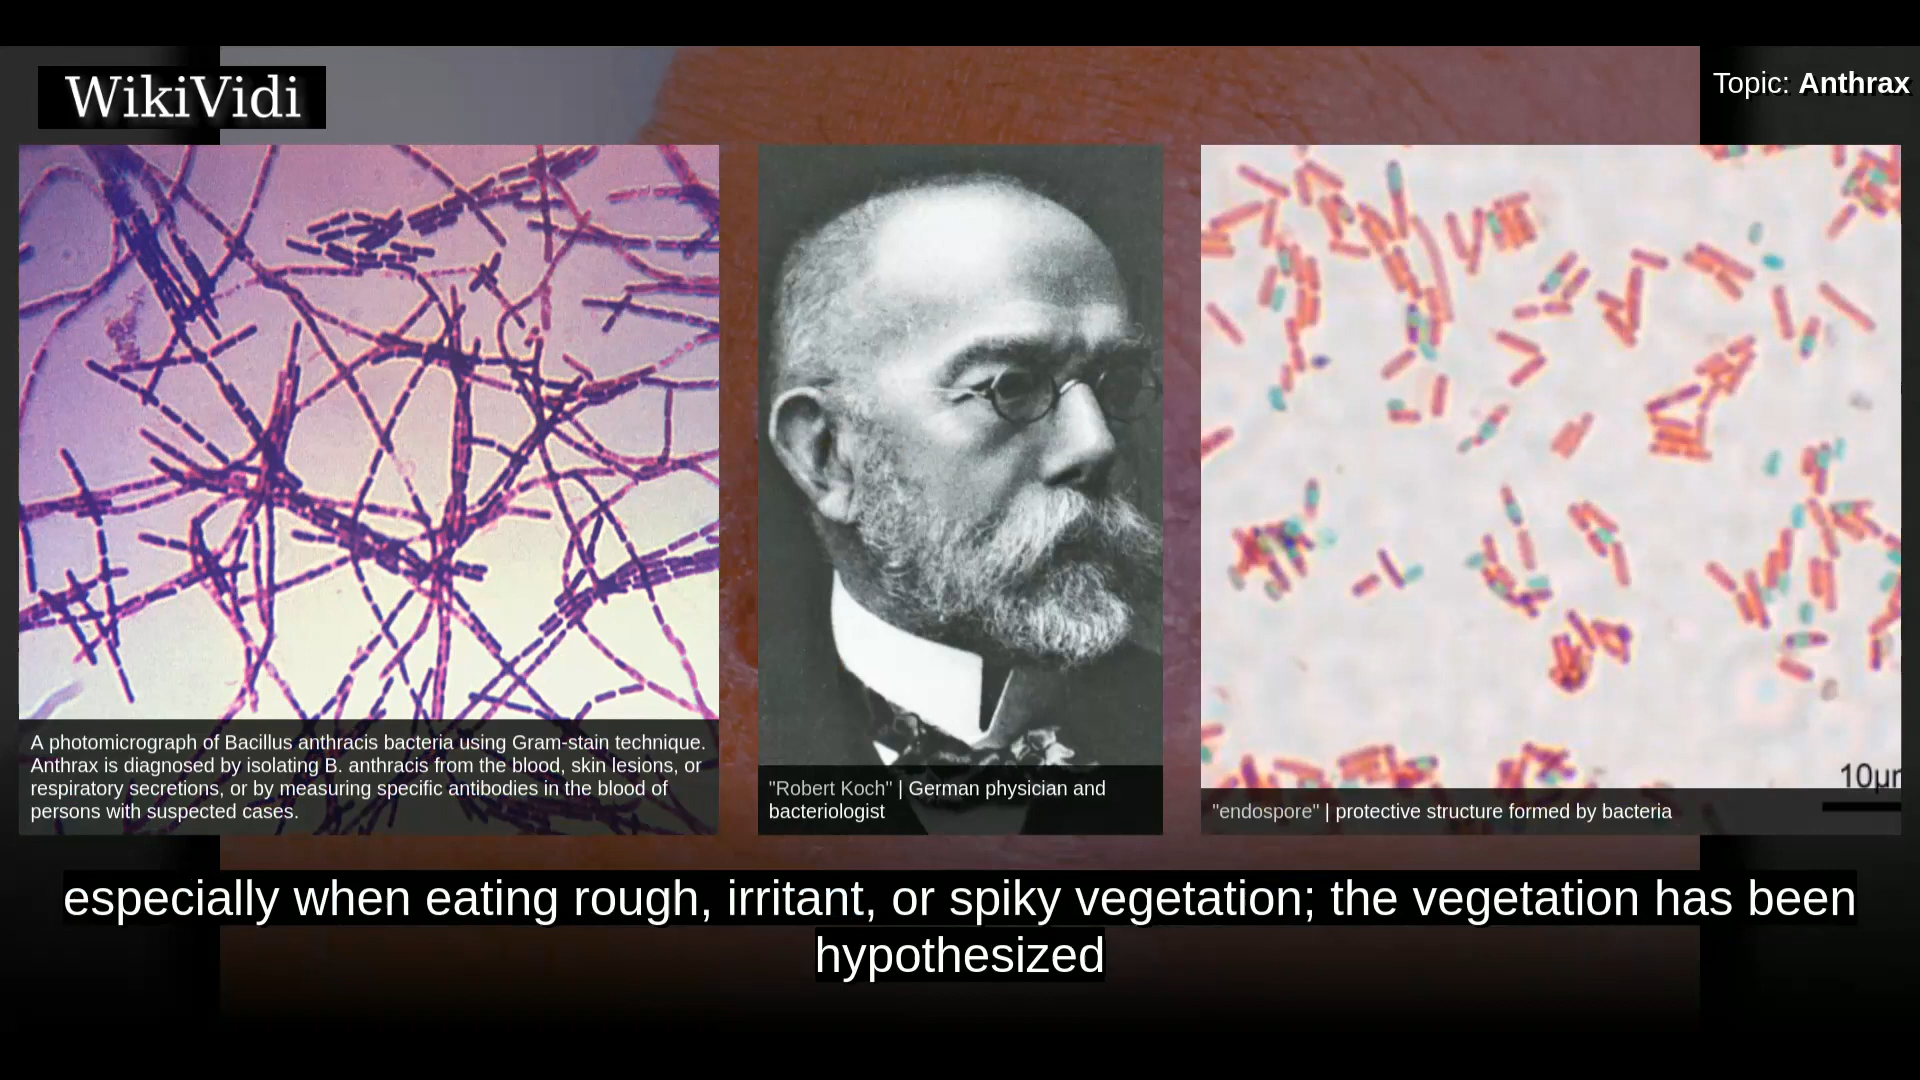 WikiVidi
Topic: Anthrax
A photomicrograph of Bacillus anthracis bacteria using Gram-stain technique.
Anthrax is diagnosed by isolating B. anthracis from the blood, skin lesions, or
respiratory secretions, or by measuring specific antibodies in the blood of
persons with suspected cases.
"Robert Koch" | German physician and
bacteriologist
10µ
"endospore" | protective structure formed by bacteria
especially when eating rough, irritant, or spiky vegetation; the vegetation has been
hypothesized